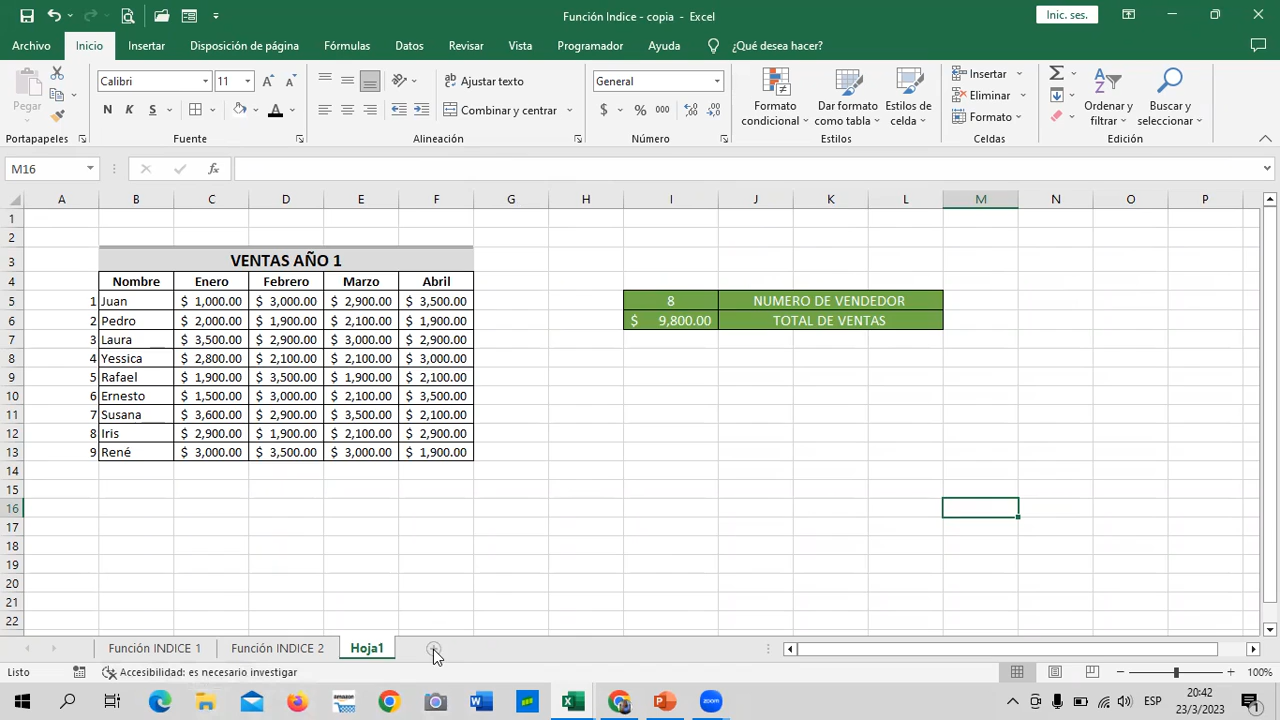 Función Indice - copia - Excel
Inic. ses.
Archivo Inicio Insertar Disposición de página Fórmulas Datos Revisar Vista Programador Ayuda ¿Qué desea hacer?
Pegar
Calibri 11
N K S
Ajustar texto
Combinar y centrar
General
$ % 000
Formato condicional
Dar formato como tabla
Estilos de celda
Insertar
Eliminar
Formato
Ordenar y filtrar
Buscar y seleccionar
Portapapeles Fuente Alineación Número Estilos Celdas Edición
M16
A B C D E F G H I J K L M N O P
1
2
3 VENTAS AÑO 1
4 Nombre Enero Febrero Marzo Abril
5 1 Juan $ 1,000.00 $ 3,000.00 $ 2,900.00 $ 3,500.00 8 NUMERO DE VENDEDOR
6 2 Pedro $ 2,000.00 $ 1,900.00 $ 2,100.00 $ 1,900.00 $ 9,800.00 TOTAL DE VENTAS
7 3 Laura $ 3,500.00 $ 2,900.00 $ 3,000.00 $ 2,900.00
8 4 Yessica $ 2,800.00 $ 2,100.00 $ 2,100.00 $ 3,000.00
9 5 Rafael $ 1,900.00 $ 3,500.00 $ 1,900.00 $ 2,100.00
10 6 Ernesto $ 1,500.00 $ 3,000.00 $ 2,100.00 $ 3,500.00
11 7 Susana $ 3,600.00 $ 2,900.00 $ 3,500.00 $ 2,100.00
12 8 Iris $ 2,900.00 $ 1,900.00 $ 2,100.00 $ 2,900.00
13 9 René $ 3,000.00 $ 3,500.00 $ 3,000.00 $ 1,900.00
14
15
16
17
18
19
20
21
22
Función INDICE 1 Función INDICE 2 Hoja1
Listo Accesibilidad: es necesario investigar 100%
ESP 20:42
23/3/2023